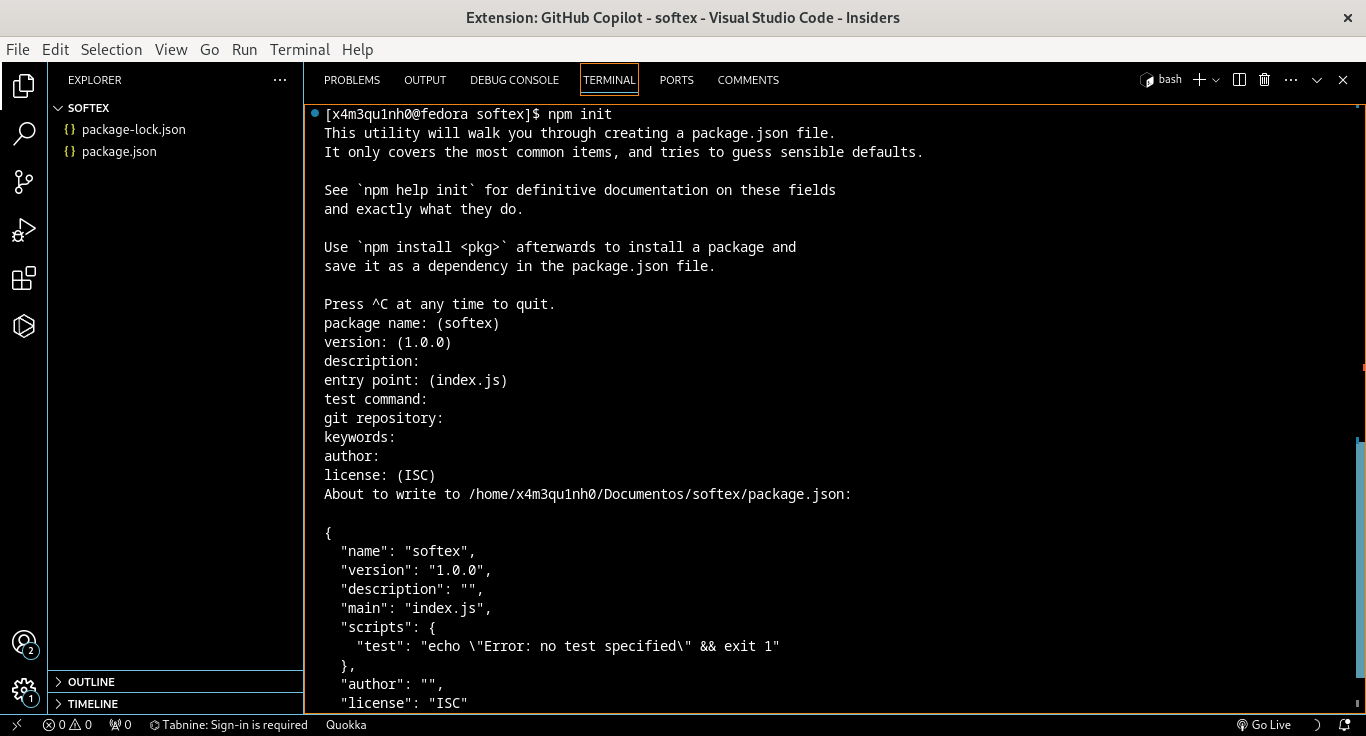 Extension: GitHub Copilot - softex - Visual Studio Code - Insiders
File Edit Selection View Go Run Terminal Help
EXPLORER
SOFTEX
{} package-lock.json
{} package.json
OUTLINE
TIMELINE
PROBLEMS OUTPUT DEBUG CONSOLE TERMINAL PORTS COMMENTS
bash
[x4m3qu1nh0@fedora softex]$ npm init
This utility will walk you through creating a package.json file.
It only covers the most common items, and tries to guess sensible defaults.
See `npm help init` for definitive documentation on these fields
and exactly what they do.
Use `npm install <pkg>` afterwards to install a package and
save it as a dependency in the package.json file.
Press ^C at any time to quit.
package name: (softex)
version: (1.0.0)
description:
entry point: (index.js)
test command:
git repository:
keywords:
author:
license: (ISC)
About to write to /home/x4m3qu1nh0/Documentos/softex/package.json:
{
  "name": "softex",
  "version": "1.0.0",
  "description": "",
  "main": "index.js",
  "scripts": {
    "test": "echo \"Error: no test specified\" && exit 1"
  },
  "author": "",
  "license": "ISC"
2
1
0 0 0 Tabnine: Sign-in is required Quokka
Go Live